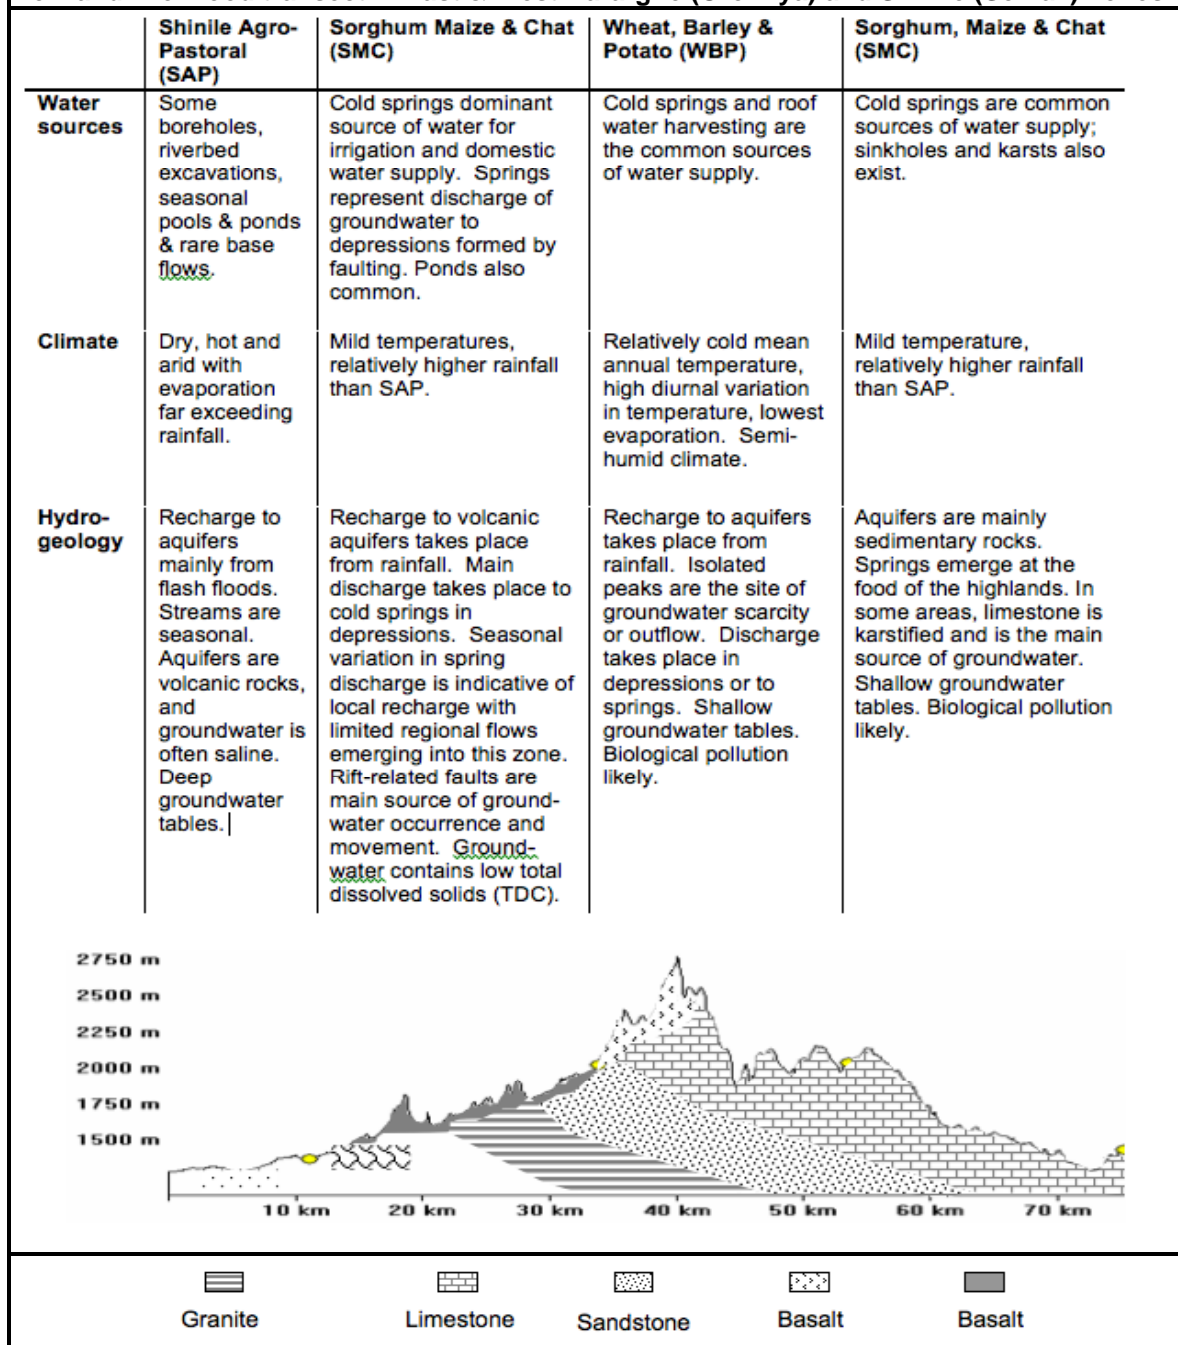 Shinile Agro-
Pastoral
(SAP)
Sorghum Maize & Chat
(SMC)
Wheat, Barley &
Potato (WBP)
Sorghum, Maize & Chat
(SMC)
Water
sources
Some
boreholes,
riverbed
excavations,
seasonal
pools & ponds
& rare base
flows.
Cold springs dominant
source of water for
irrigation and domestic
water supply.  Springs
represent discharge of
groundwater to
depressions formed by
faulting. Ponds also
common.
Cold springs and roof
water harvesting are
the common sources
of water supply.
Cold springs are common
sources of water supply;
sinkholes and karsts also
exist.
Climate
Dry, hot and
arid with
evaporation
far exceeding
rainfall.
Mild temperatures,
relatively higher rainfall
than SAP.
Relatively cold mean
annual temperature,
high diurnal variation
in temperature, lowest
evaporation.  Semi-
humid climate.
Mild temperature,
relatively higher rainfall
than SAP.
Hydro-
geology
Recharge to
aquifers
mainly from
flash floods.
Streams are
seasonal.
Aquifers are
volcanic rocks,
and
groundwater is
often saline.
Deep
groundwater
tables.
Recharge to volcanic
aquifers takes place
from rainfall.  Main
discharge takes place to
cold springs in
depressions.  Seasonal
variation in spring
discharge is indicative of
local recharge with
limited regional flows
emerging into this zone.
Rift-related faults are
main source of ground-
water occurrence and
movement.  Ground-
water contains low total
dissolved solids (TDC).
Recharge to aquifers
takes place from
rainfall.  Isolated
peaks are the site of
groundwater scarcity
or outflow.  Discharge
takes place in
depressions or to
springs.  Shallow
groundwater tables.
Biological pollution
likely.
Aquifers are mainly
sedimentary rocks.
Springs emerge at the
food of the highlands. In
some areas, limestone is
karstified and is the main
source of groundwater.
Shallow groundwater
tables. Biological pollution
likely.
2750 m
2500 m
2250 m
2000 m
1750 m
1500 m
10 km 20 km 30 km 40 km 50 km 60 km 70 km
Granite Limestone Sandstone Basalt Basalt